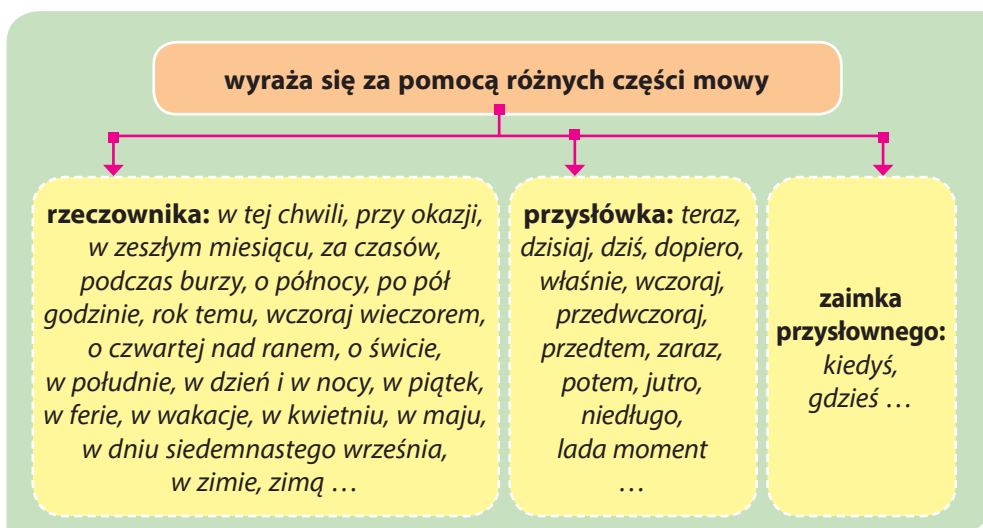 wyraża się za pomocą różnych części mowy
rzeczownika: w tej chwili, przy okazji,
w zeszłym miesiącu, za czasów,
podczas burzy, o północy, po pół
godzinie, rok temu, wczoraj wieczorem,
o czwartej nad ranem, o świcie,
w południe, w dzień i w nocy, w piątek,
w ferie, w wakacje, w kwietniu, w maju,
w dniu siedemnastego września,
w zimie, zimą …
przysłówka: teraz,
dzisiaj, dziś, dopiero,
właśnie, wczoraj,
przedwczoraj,
przedtem, zaraz,
potem, jutro,
niedługo,
lada moment
…
zaimka
przysłownego:
kiedyś,
gdzieś …